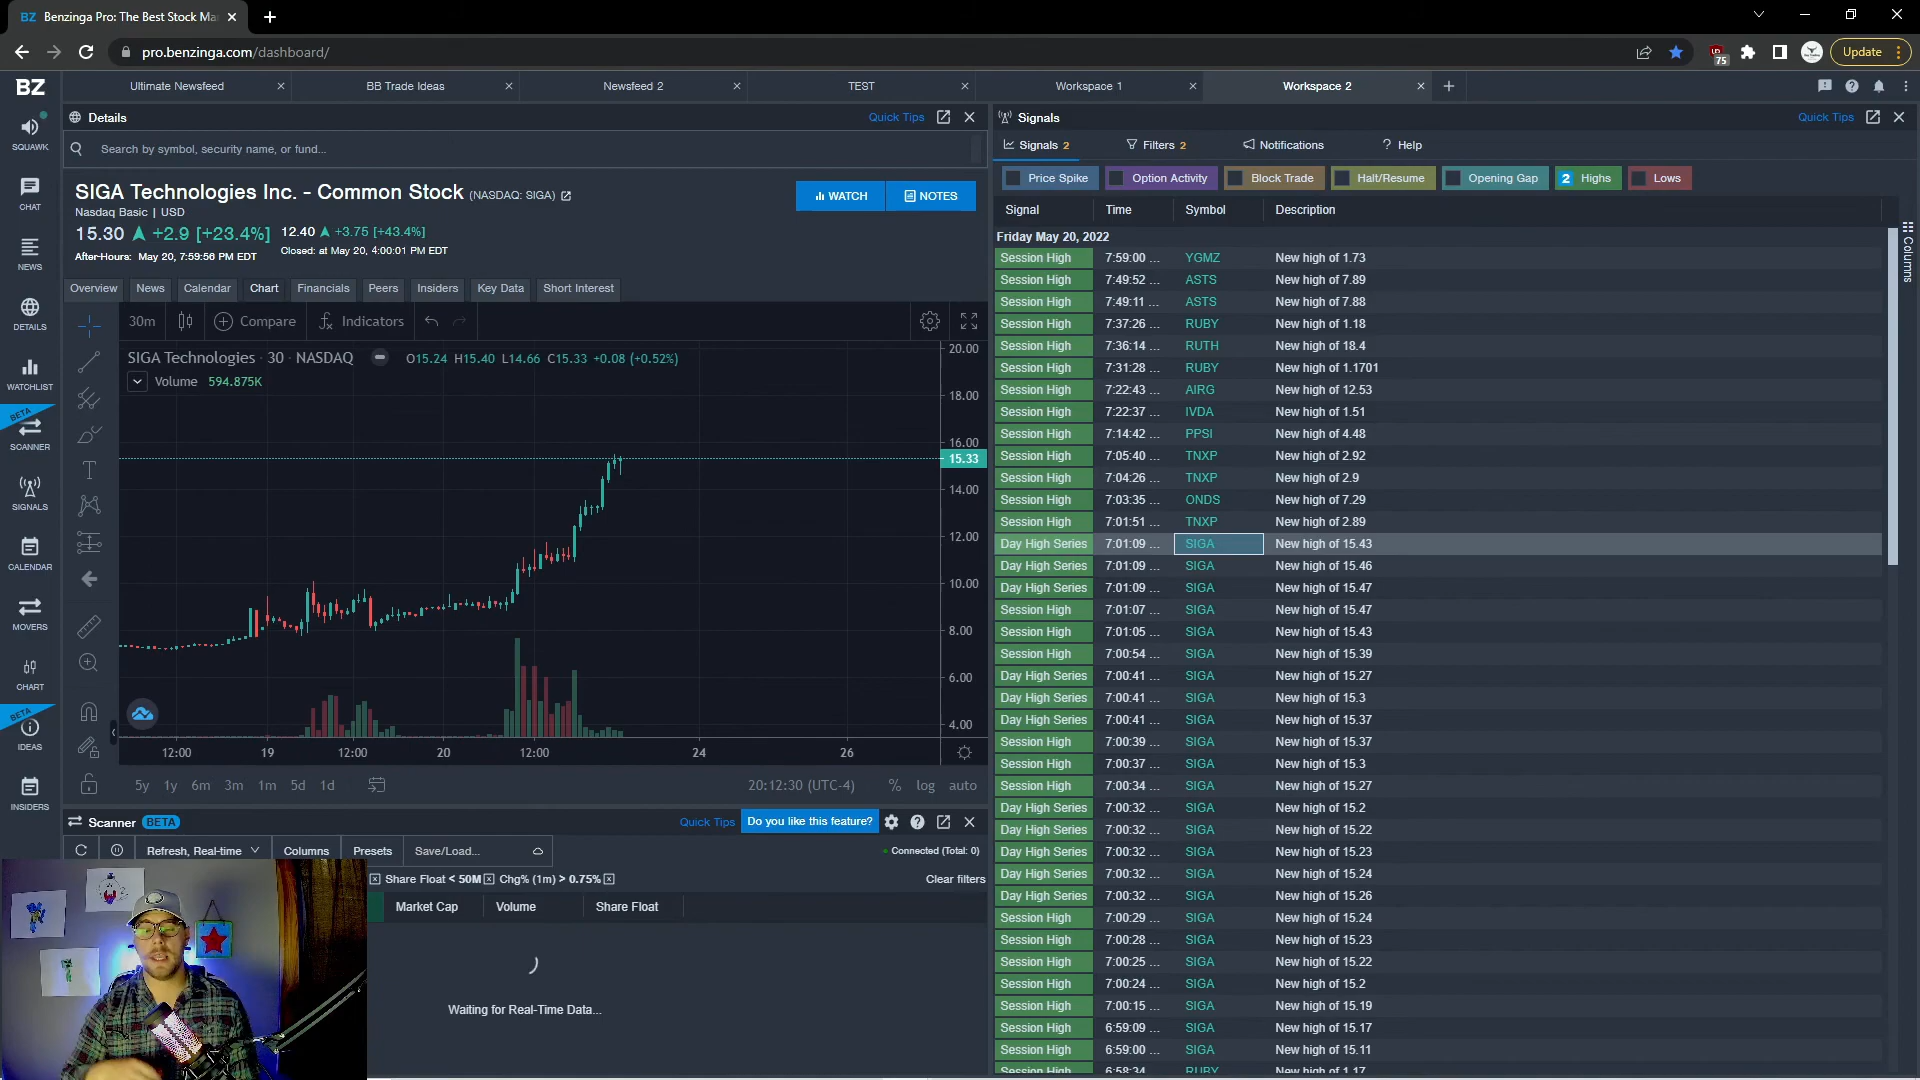 BZ Benzinga Pro: The Best Stock Ma
pro.benzinga.com/dashboard/
75
Update
BZ
Ultimate Newsfeed
BB Trade Ideas
Newsfeed 2
TEST
Workspace 1
Workspace 2
SQUAWK
CHAT
NEWS
DETAILS
WATCHLIST
BETA
SCANNER
SIGNALS
CALENDAR
MOVERS
CHART
BETA
IDEAS
INSIDERS
Details
Quick Tips
Search by symbol, security name, or fund...
SIGA Technologies Inc. - Common Stock (NASDAQ: SIGA)
Nasdaq Basic | USD
WATCH
NOTES
15.30 +2.9 [+23.4%] 12.40 +3.75 [+43.4%]
After-Hours: May 20, 7:59:56 PM EDT
Closed: at May 20, 4:00:01 PM EDT
Overview News Calendar Chart Financials Peers Insiders Key Data Short Interest
30m Compare Indicators
SIGA Technologies · 30 · NASDAQ O15.24 H15.40 L14.66 C15.33 +0.08 (+0.52%)
Volume 594.875K
20.00
18.00
16.00
15.33
14.00
12.00
10.00
8.00
6.00
4.00
12:00 19 12:00 20 12:00 24 26
5y 1y 6m 3m 1m 5d 1d 20:12:30 (UTC-4) % log auto
Scanner BETA Quick Tips Do you like this feature?
Refresh, Real-time Columns Presets Save/Load... Connected (Total: 0)
Share Float < 50M Chg% (1m) > 0.75% Clear filters
Market Cap Volume Share Float
Waiting for Real-Time Data...
Signals
Quick Tips
Signals 2 Filters 2 Notifications ? Help
Price Spike Option Activity Block Trade Halt/Resume Opening Gap 2 Highs Lows
Signal Time Symbol Description
Columns
Friday May 20, 2022
Session High 7:59:00 ... YGMZ New high of 1.73
Session High 7:49:52 ... ASTS New high of 7.89
Session High 7:49:11 ... ASTS New high of 7.88
Session High 7:37:26 ... RUBY New high of 1.18
Session High 7:36:14 ... RUTH New high of 18.4
Session High 7:31:28 ... RUBY New high of 1.1701
Session High 7:22:43 ... AIRG New high of 12.53
Session High 7:22:37 ... IVDA New high of 1.51
Session High 7:14:42 ... PPSI New high of 4.48
Session High 7:05:40 ... TNXP New high of 2.92
Session High 7:04:26 ... TNXP New high of 2.9
Session High 7:03:35 ... ONDS New high of 7.29
Session High 7:01:51 ... TNXP New high of 2.89
Day High Series 7:01:09 ... SIGA New high of 15.43
Day High Series 7:01:09 ... SIGA New high of 15.46
Day High Series 7:01:09 ... SIGA New high of 15.47
Session High 7:01:07 ... SIGA New high of 15.47
Session High 7:01:05 ... SIGA New high of 15.43
Session High 7:00:54 ... SIGA New high of 15.39
Day High Series 7:00:41 ... SIGA New high of 15.27
Day High Series 7:00:41 ... SIGA New high of 15.3
Day High Series 7:00:41 ... SIGA New high of 15.37
Session High 7:00:39 ... SIGA New high of 15.37
Session High 7:00:37 ... SIGA New high of 15.3
Session High 7:00:34 ... SIGA New high of 15.27
Day High Series 7:00:32 ... SIGA New high of 15.2
Day High Series 7:00:32 ... SIGA New high of 15.22
Day High Series 7:00:32 ... SIGA New high of 15.23
Day High Series 7:00:32 ... SIGA New high of 15.24
Day High Series 7:00:32 ... SIGA New high of 15.26
Session High 7:00:29 ... SIGA New high of 15.24
Session High 7:00:28 ... SIGA New high of 15.23
Session High 7:00:25 ... SIGA New high of 15.22
Session High 7:00:24 ... SIGA New high of 15.2
Session High 7:00:15 ... SIGA New high of 15.19
Session High 6:59:09 ... SIGA New high of 15.17
Session High 6:59:00 ... SIGA New high of 15.11
Session High 6:58:34 RUBY New high of 1.17